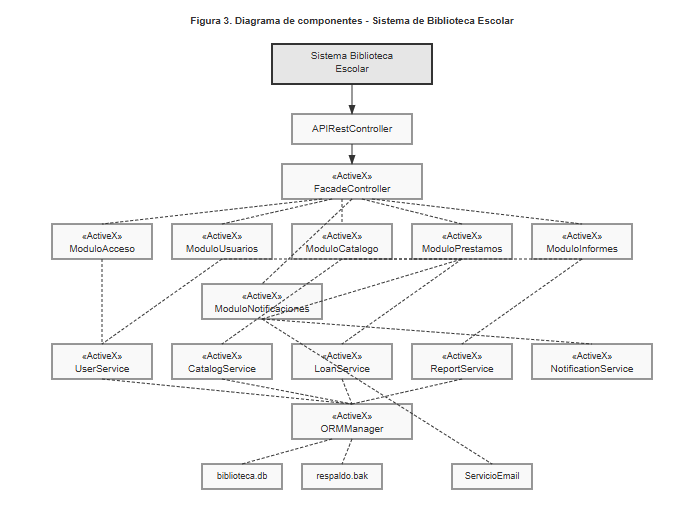 Figura 3. Diagrama de componentes - Sistema de Biblioteca Escolar
Sistema Biblioteca
Escolar
APIRestController
«ActiveX»
FacadeController
«ActiveX»
ModuloAcceso
«ActiveX»
ModuloUsuarios
«ActiveX»
ModuloCatalogo
«ActiveX»
ModuloPrestamos
«ActiveX»
ModuloInformes
«ActiveX»
ModuloNotificaciones
«ActiveX»
UserService
«ActiveX»
CatalogService
«ActiveX»
LoanService
«ActiveX»
ReportService
«ActiveX»
NotificationService
«ActiveX»
ORMManager
biblioteca.db
respaldo.bak
ServicioEmail